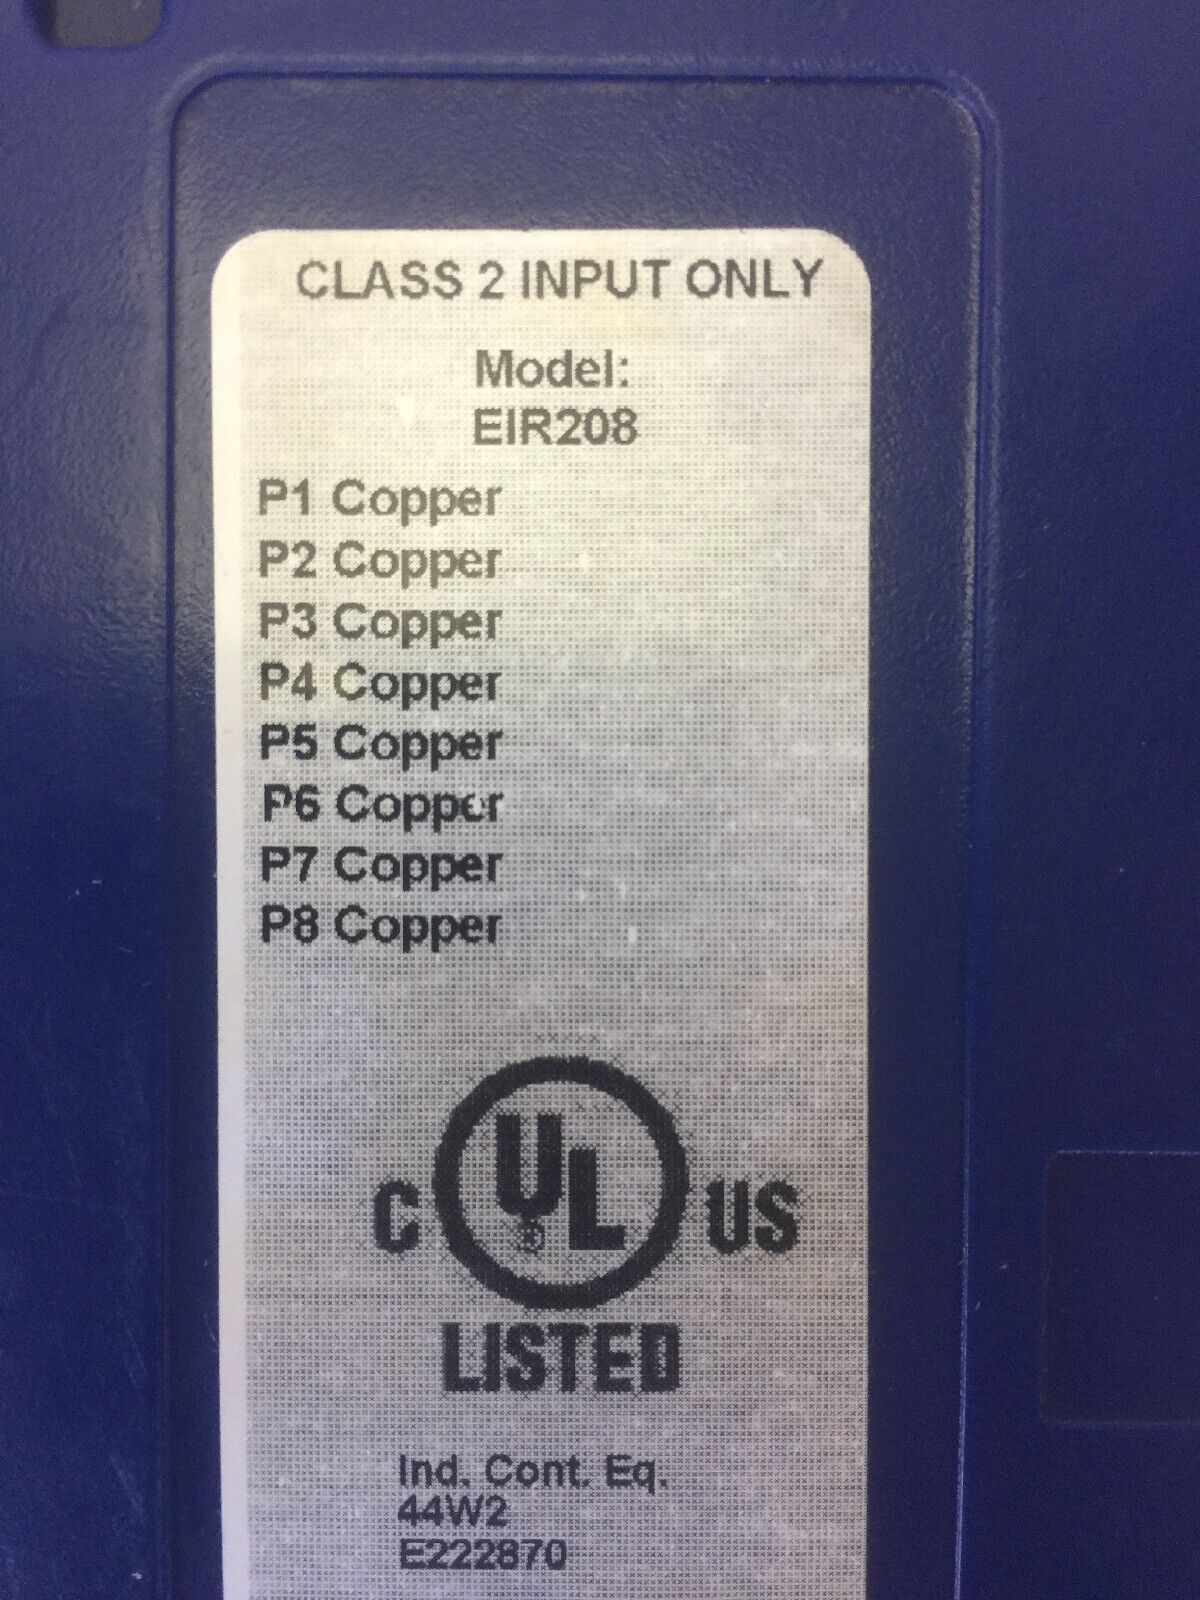 CLASS 2 INPUT ONLY
Model:
EIR208
P1 Copper
P2 Copper
P3 Copper
P4 Copper
P5 Copper
P6 Copper
P7 Copper
P8 Copper
C UL® US
LISTED
Ind. Cont. Eq.
44W2
E222870